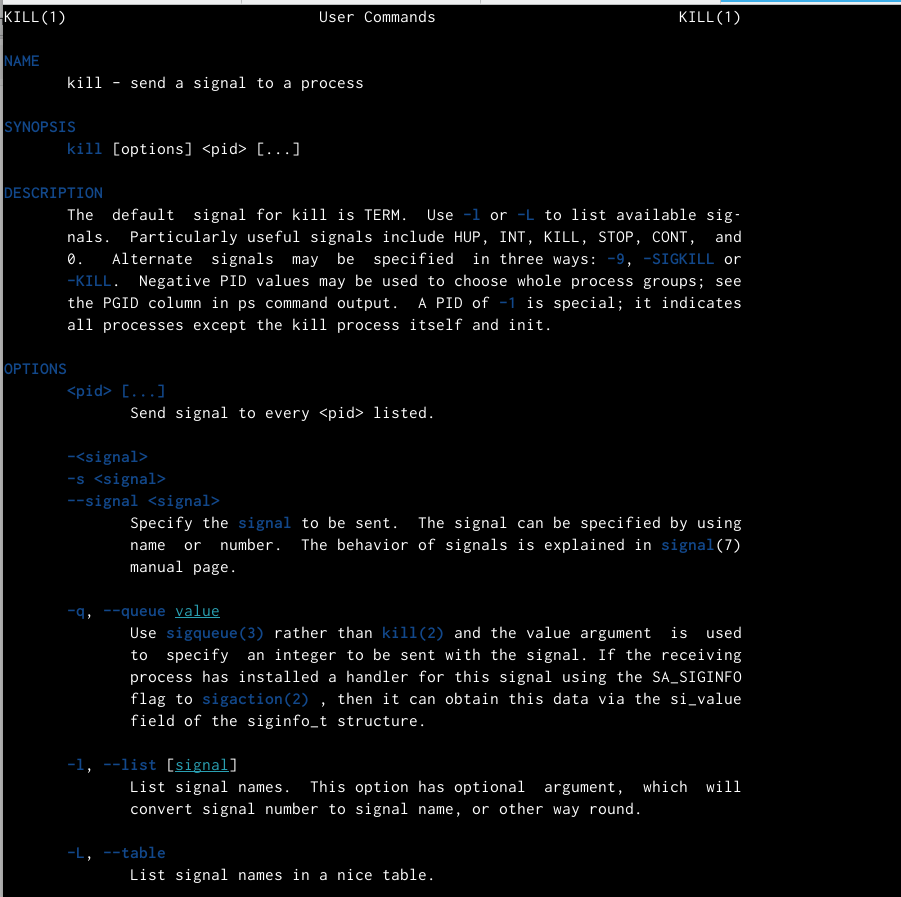 KILL(1) User Commands KILL(1)
NAME
kill - send a signal to a process
SYNOPSIS
kill [options] <pid> [...]
DESCRIPTION
The default signal for kill is TERM. Use -l or -L to list available sig-
nals. Particularly useful signals include HUP, INT, KILL, STOP, CONT, and
0. Alternate signals may be specified in three ways: -9, -SIGKILL or
-KILL. Negative PID values may be used to choose whole process groups; see
the PGID column in ps command output. A PID of -1 is special; it indicates
all processes except the kill process itself and init.
OPTIONS
<pid> [...]
Send signal to every <pid> listed.
-<signal>
-s <signal>
--signal <signal>
Specify the signal to be sent. The signal can be specified by using
name or number. The behavior of signals is explained in signal(7)
manual page.
-q, --queue value
Use sigqueue(3) rather than kill(2) and the value argument is used
to specify an integer to be sent with the signal. If the receiving
process has installed a handler for this signal using the SA_SIGINFO
flag to sigaction(2) , then it can obtain this data via the si_value
field of the siginfo_t structure.
-l, --list [signal]
List signal names. This option has optional argument, which will
convert signal number to signal name, or other way round.
-L, --table
List signal names in a nice table.